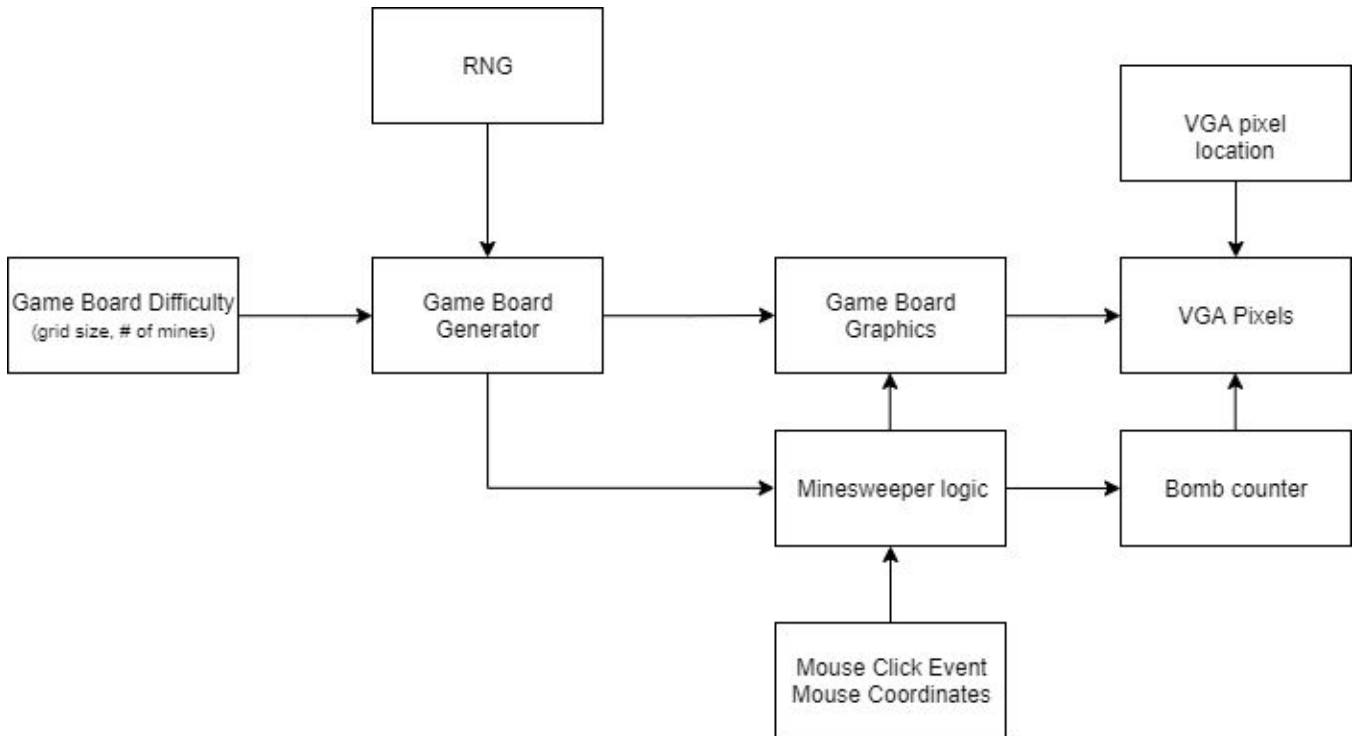 RNG
VGA pixel
location
Game Board Difficulty
(grid size, # of mines)
Game Board
Generator
Game Board
Graphics
VGA Pixels
Minesweeper logic
Bomb counter
Mouse Click Event
Mouse Coordinates